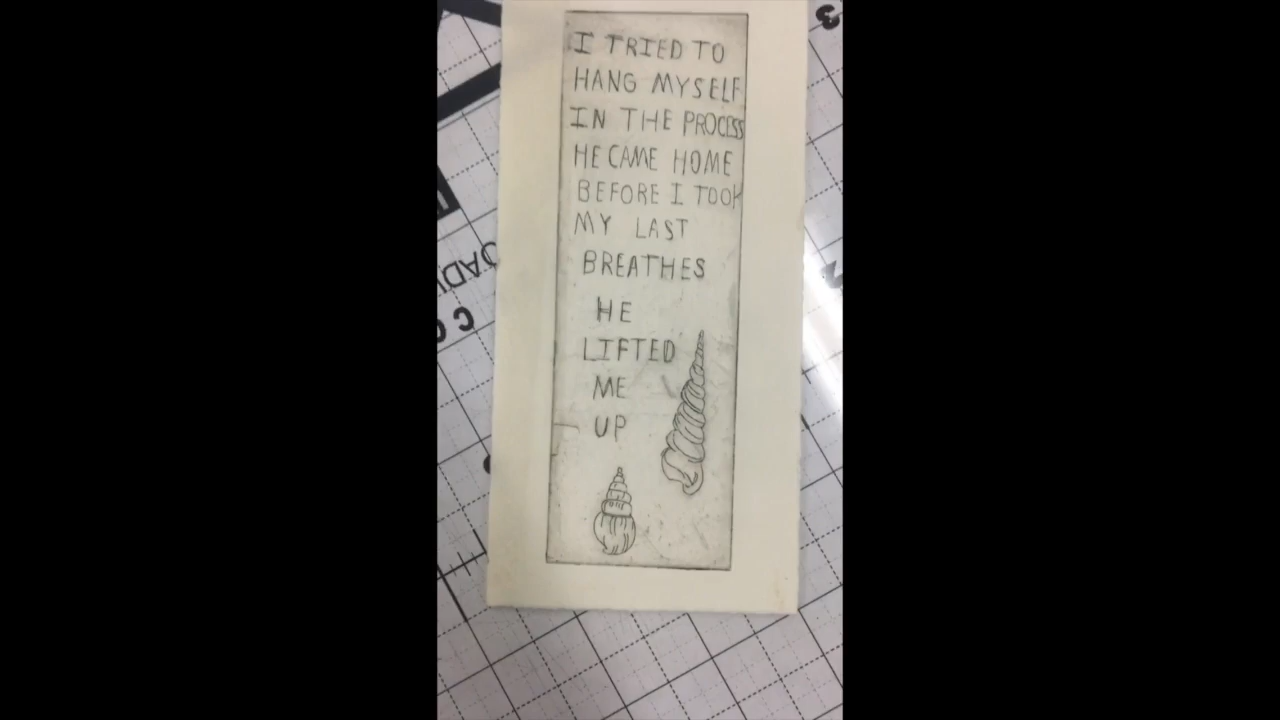 I TRIED TO
HANG MYSELF
IN THE PROCESS
HE CAME HOME
BEFORE I TOOK
MY LAST
BREATHES
HE
LIFTED
ME
UP
3